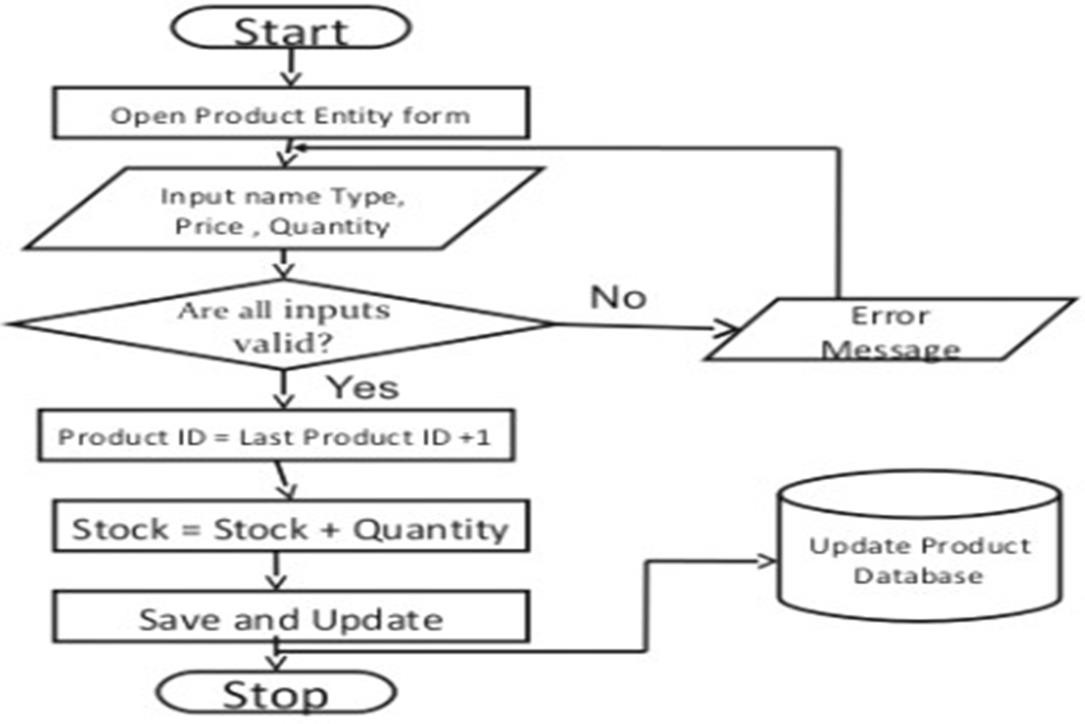 Start
Open Product Entity form
Input name Type,
Price , Quantity
Are all inputs
valid?
No
Error
Message
Yes
Product ID = Last Product ID +1
Stock = Stock + Quantity
Update Product
Database
Save and Update
Stop